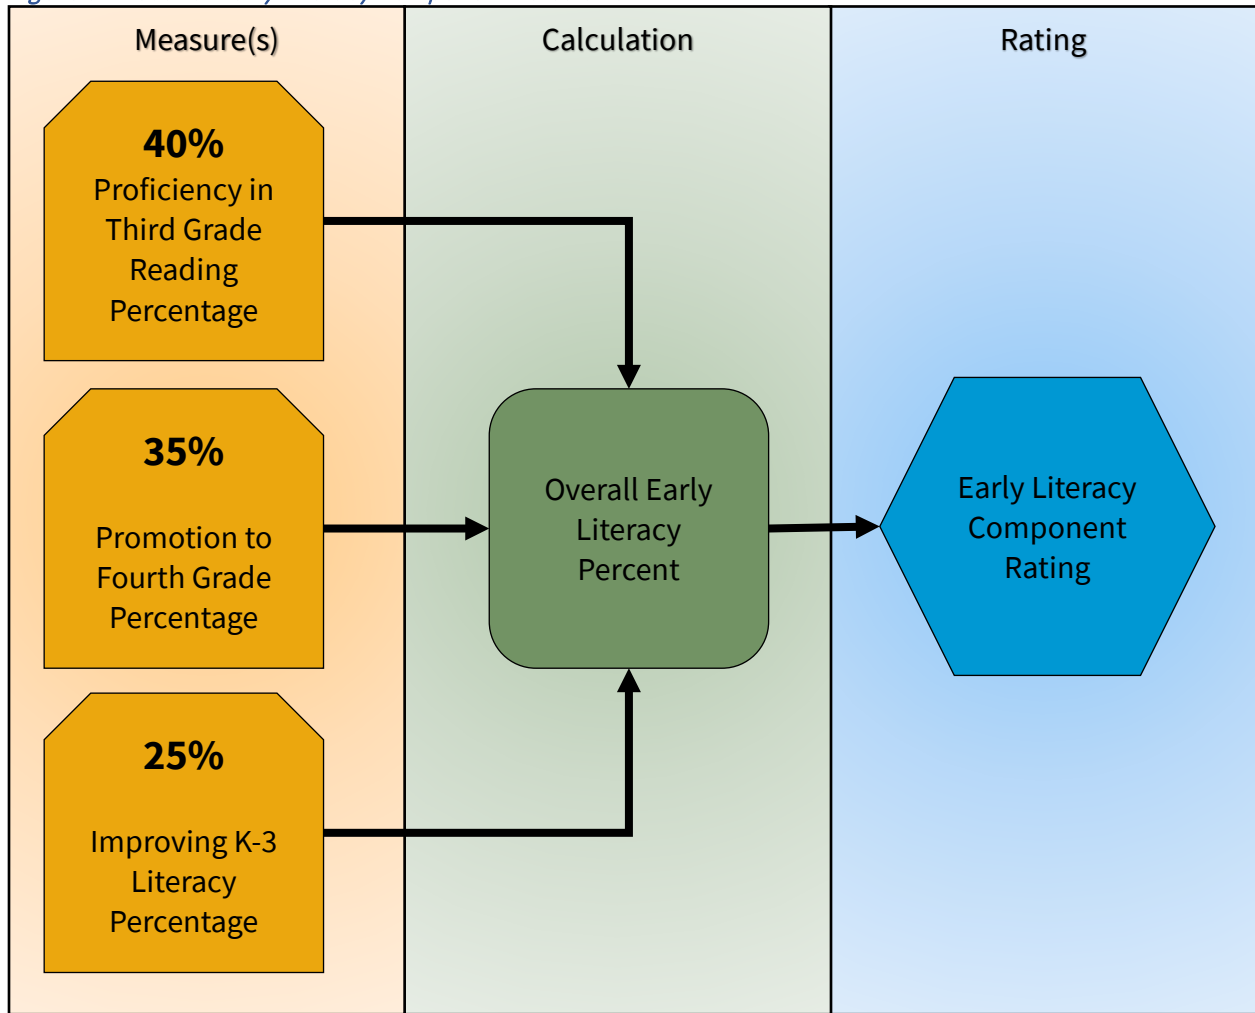 Measure(s)
Calculation
Rating
40%
Proficiency in
Third Grade
Reading
Percentage
35%
Promotion to
Fourth Grade
Percentage
25%
Improving K-3
Literacy
Percentage
Overall Early
Literacy
Percent
Early Literacy
Component
Rating